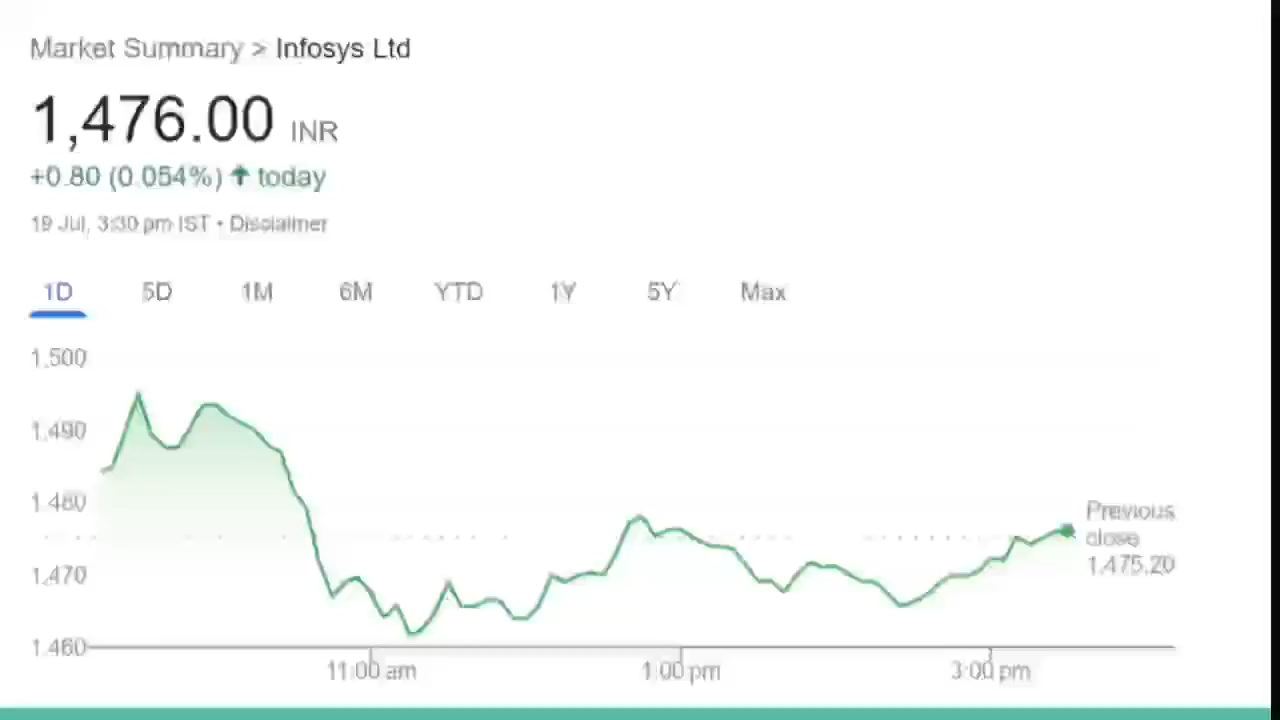 Market Summary > Infosys Ltd
1,476.00 INR
+0.80 (0.054%) ↑ today
19 Jul, 3:30 pm IST • Disclaimer
1D 5D 1M 6M YTD 1Y 5Y Max
1,500
1,490
1,480
1,470
1,460
Previous
close
1,475.20
11:00 am 1:00 pm 3:00 pm